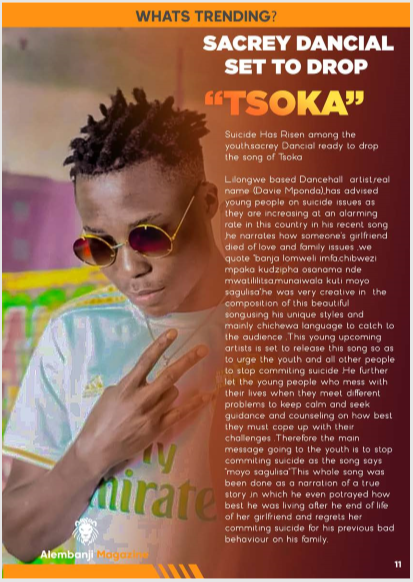 WHATS TRENDING?
SACREY DANCIAL
SET TO DROP
“TSOKA”
Suicide Has Risen among the
youth.sacrey Dancial ready to drop
the song of Tsoka
Lilongwe based Dancehall artist,real
name (Davie Mponda),has advised
young people on suicide issues as
they are increasing at an alarming
rate in this country in his recent song
,he narrates how someone's girlfriend
died of love and family issues ,we
quote "banja lomweli imfa,chibwezi
mpaka kudzipha osanama nde
mwatililitsa,munaiwala kuti moyo
sagulisa"he was very creative in the
composition of this beautiful
song,using his unique styles and
mainly chichewa language to catch to
the audience .This young upcoming
artists is set to release this song so as
to urge the youth and all other people
to stop commiting suicide .He further
let the young people who mess with
their lives when they meet different
problems to keep calm and seek
guidance and counseling on how best
they must cope up with their
challenges .Therefore the main
message going to the youth is to stop
commiting suicide as the song says
"moyo sagulisa"This whole song was
been done as a narration of a true
story ,in which he even potrayed how
best he was living after he end of life
of her girlfriend and regrets her
commiting suicide for his previous bad
behaviour on his family.
ly
mirate
Alembanji Magazine
11